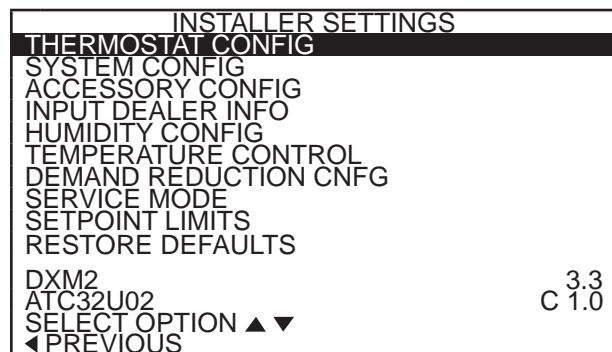 INSTALLER SETTINGS
THERMOSTAT CONFIG
SYSTEM CONFIG
ACCESSORY CONFIG
INPUT DEALER INFO
HUMIDITY CONFIG
TEMPERATURE CONTROL
DEMAND REDUCTION CNFG
SERVICE MODE
SETPOINT LIMITS
RESTORE DEFAULTS
DXM2 3.3
ATC32U02 C 1.0
SELECT OPTION ▲ ▼
◀ PREVIOUS